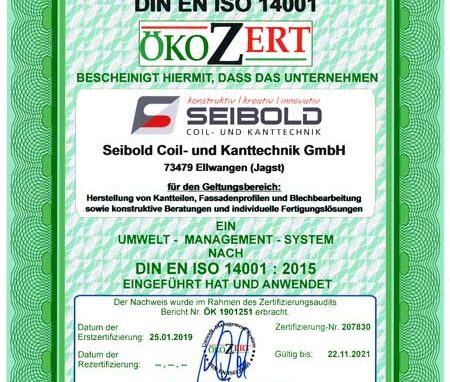 DIN EN ISO 14001
ÖKOZERT
BESCHEINIGT HIERMIT, DASS DAS UNTERNEHMEN
konstruktiv | kreativ | innovativ
SEIBOLD
COIL- UND KANTTECHNIK
Seibold Coil- und Kanttechnik GmbH
73479 Ellwangen (Jagst)
für den Geltungsbereich:
Herstellung von Kantteilen, Fassadenprofilen und Blechbearbeitung
sowie konstruktive Beratungen und individuelle Fertigungslösungen
EIN
UMWELT - MANAGEMENT - SYSTEM
NACH
DIN EN ISO 14001 : 2015
EINGEFÜHRT HAT UND ANWENDET
Der Nachweis wurde im Rahmen des Zertifizierungsaudits
Bericht Nr. ÖK 1901251 erbracht.
Datum der
Erstzertifizierung: 25.01.2019
Zertifizierung-Nr. 207830
Datum der
Rezertifizierung: --.--.--
ÖKOZERT
Gültig bis: 22.11.2021